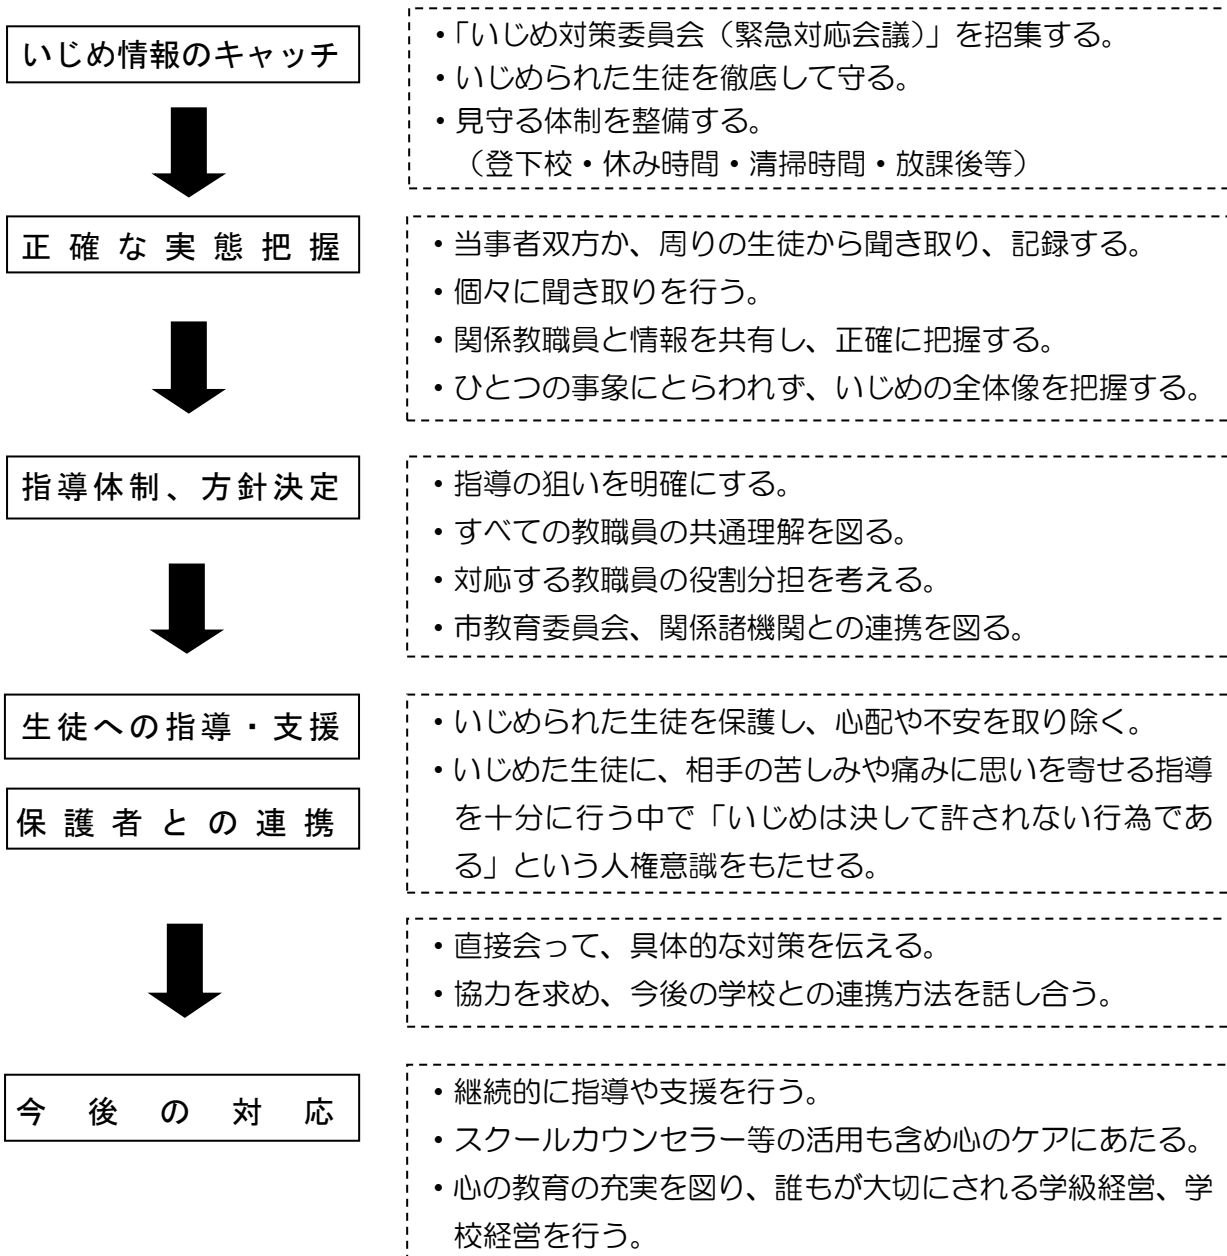 いじめ情報のキャッチ
・「いじめ対策委員会（緊急対応会議）」を招集する。
・いじめられた生徒を徹底して守る。
・見守る体制を整備する。
（登下校・休み時間・清掃時間・放課後等）
正確な実態把握
・当事者双方か、周りの生徒から聞き取り、記録する。
・個々に聞き取りを行う。
・関係教職員と情報を共有し、正確に把握する。
・ひとつの事象にとらわれず、いじめの全体像を把握する。
指導体制、方針決定
・指導の狙いを明確にする。
・すべての教職員の共通理解を図る。
・対応する教職員の役割分担を考える。
・市教育委員会、関係諸機関との連携を図る。
生徒への指導・支援
・いじめられた生徒を保護し、心配や不安を取り除く。
・いじめた生徒に、相手の苦しみや痛みに思いを寄せる指導
を十分に行う中で「いじめは決して許されない行為であ
る」という人権意識をもたせる。
保護者との連携
・直接会って、具体的な対策を伝える。
・協力を求め、今後の学校との連携方法を話し合う。
今後の対応
・継続的に指導や支援を行う。
・スクールカウンセラー等の活用も含め心のケアにあたる。
・心の教育の充実を図り、誰もが大切にされる学級経営、学
校経営を行う。